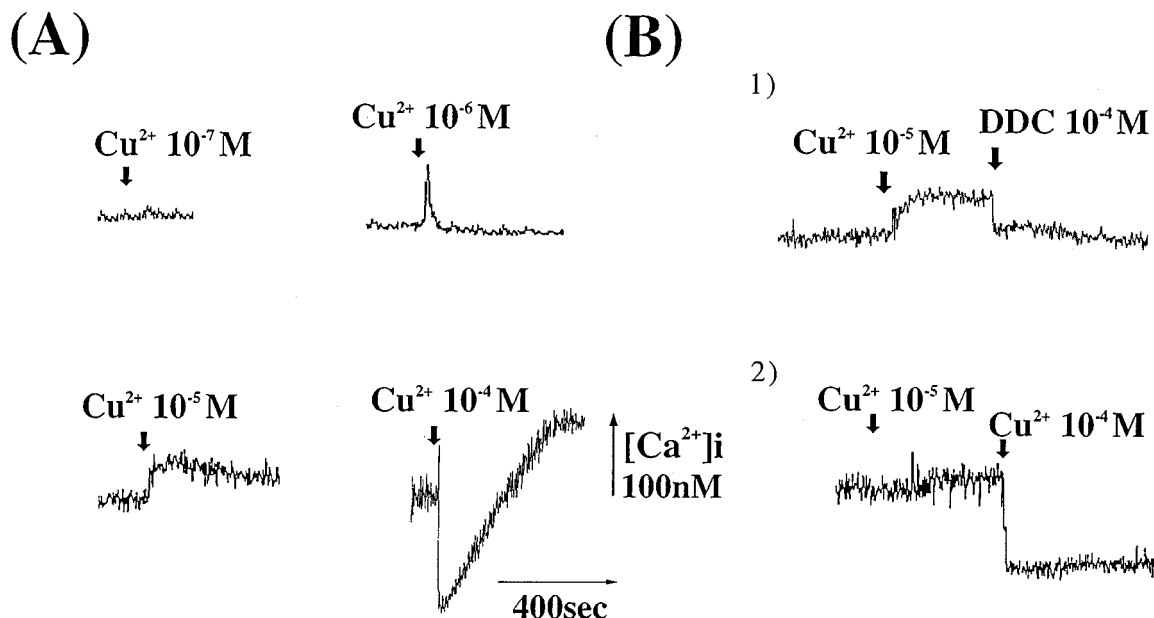 (A)
(B)
Cu²⁺ 10⁻⁷ M
Cu²⁺ 10⁻⁶ M
1)
Cu²⁺ 10⁻⁵ M
DDC 10⁻⁴ M
Cu²⁺ 10⁻⁵ M
Cu²⁺ 10⁻⁴ M
[Ca²⁺]i
100nM
400sec
2)
Cu²⁺ 10⁻⁵ M
Cu²⁺ 10⁻⁴ M